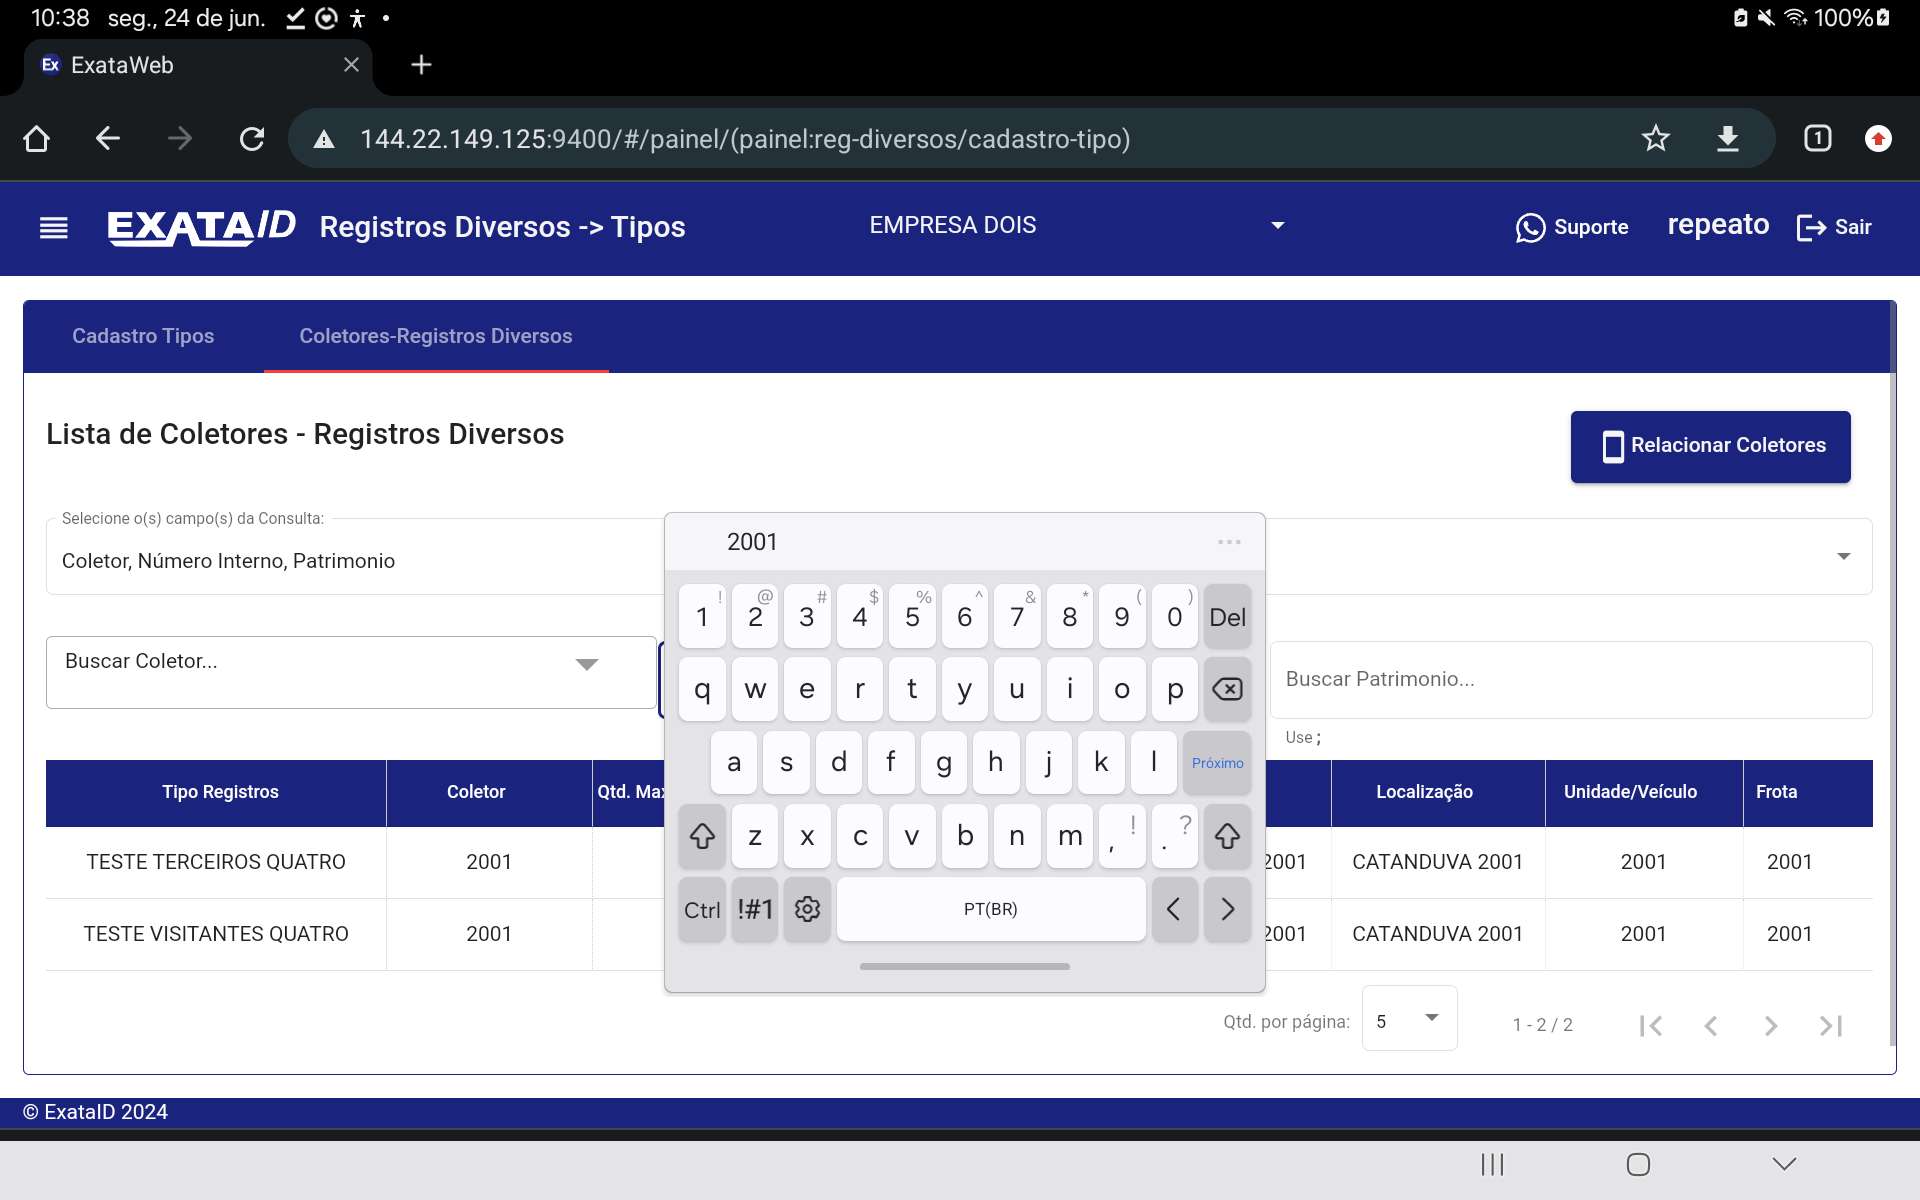 10:38 seg., 24 de jun. 100%
Ex ExataWeb
144.22.149.125:9400/#/painel/(painel:reg-diversos/cadastro-tipo) 1
EXATA/D Registros Diversos -> Tipos EMPRESA DOIS Suporte repeato Sair
Cadastro Tipos Coletores-Registros Diversos
Lista de Coletores - Registros Diversos Relacionar Coletores
Selecione o(s) campo(s) da Consulta:
Coletor, Número Interno, Patrimonio
2001 ...
1 ! 2 @ 3 # 4 $ 5 % 6 ^ 7 & 8 * 9 ( 0 ) Del
q w e r t y u i o p
a s d f g h j k l Próximo
z x c v b n m , ! . ?
Ctrl !#1 PT(BR)
Buscar Coletor... Buscar Patrimonio...
Use ;
Tipo Registros Coletor Qtd. Max Localização Unidade/Veículo Frota
TESTE TERCEIROS QUATRO 2001 2001 CATANDUVA 2001 2001 2001
TESTE VISITANTES QUATRO 2001 2001 CATANDUVA 2001 2001 2001
Qtd. por página: 5 1 - 2 / 2
© ExataID 2024